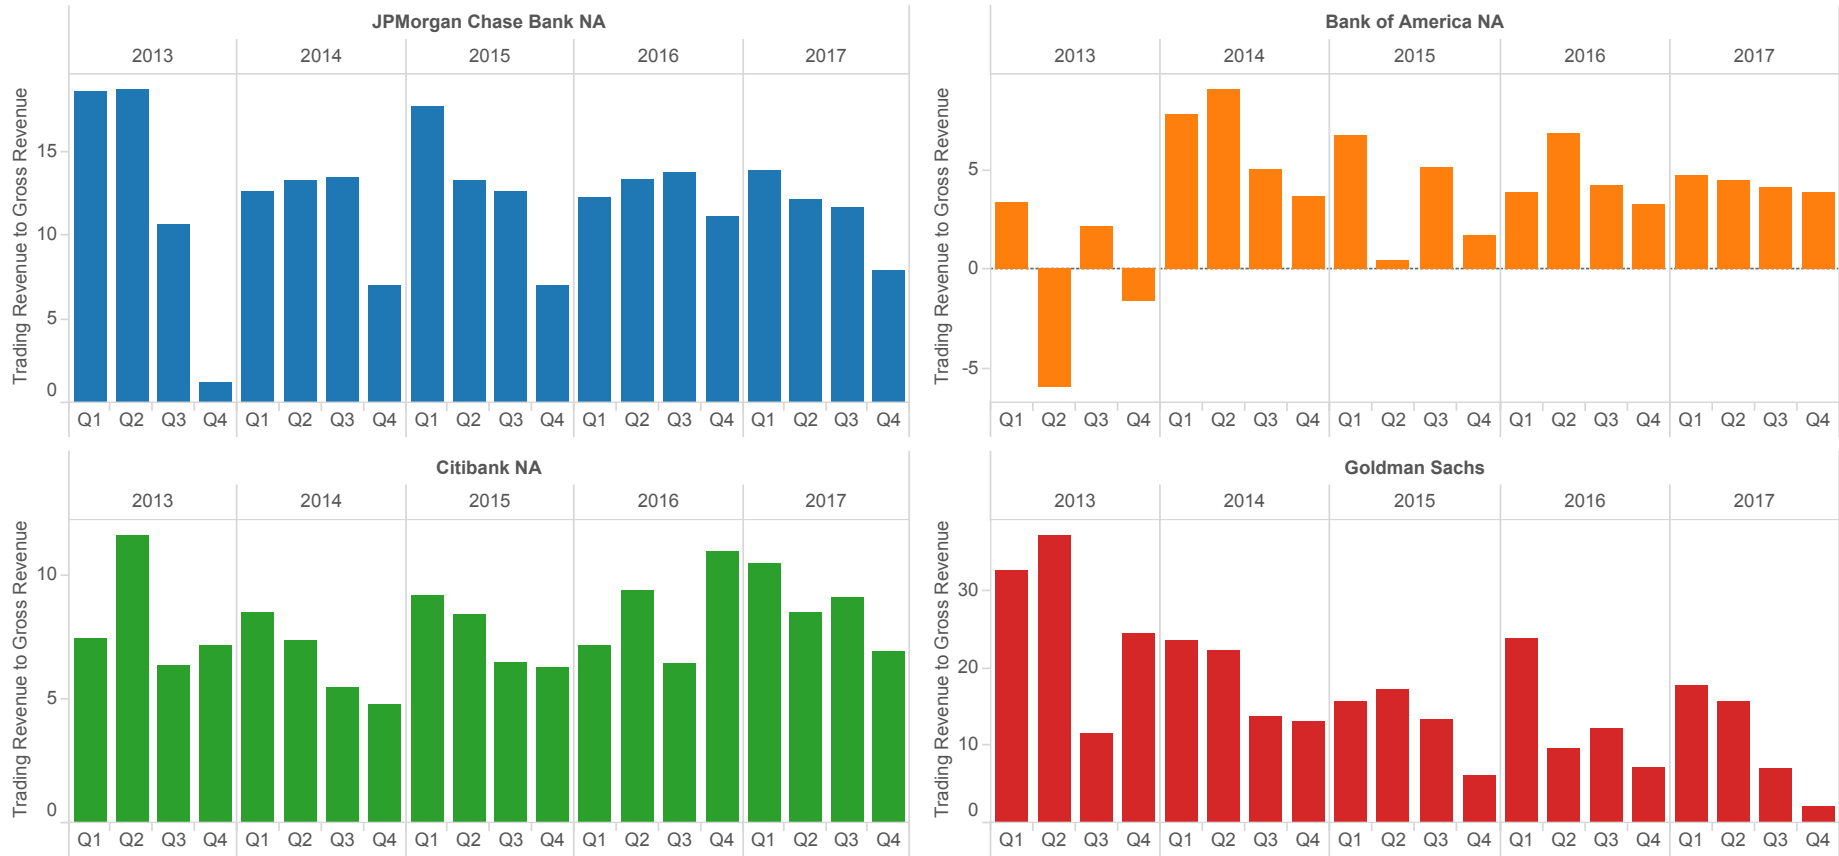 JPMorgan Chase Bank NA
2013 2014 2015 2016 2017
Trading Revenue to Gross Revenue
15
10
5
0
Q1 Q2 Q3 Q4 Q1 Q2 Q3 Q4 Q1 Q2 Q3 Q4 Q1 Q2 Q3 Q4 Q1 Q2 Q3 Q4
Bank of America NA
2013 2014 2015 2016 2017
Trading Revenue to Gross Revenue
5
0
-5
Q1 Q2 Q3 Q4 Q1 Q2 Q3 Q4 Q1 Q2 Q3 Q4 Q1 Q2 Q3 Q4 Q1 Q2 Q3 Q4
Citibank NA
2013 2014 2015 2016 2017
Trading Revenue to Gross Revenue
10
5
0
Q1 Q2 Q3 Q4 Q1 Q2 Q3 Q4 Q1 Q2 Q3 Q4 Q1 Q2 Q3 Q4 Q1 Q2 Q3 Q4
Goldman Sachs
2013 2014 2015 2016 2017
Trading Revenue to Gross Revenue
30
20
10
0
Q1 Q2 Q3 Q4 Q1 Q2 Q3 Q4 Q1 Q2 Q3 Q4 Q1 Q2 Q3 Q4 Q1 Q2 Q3 Q4